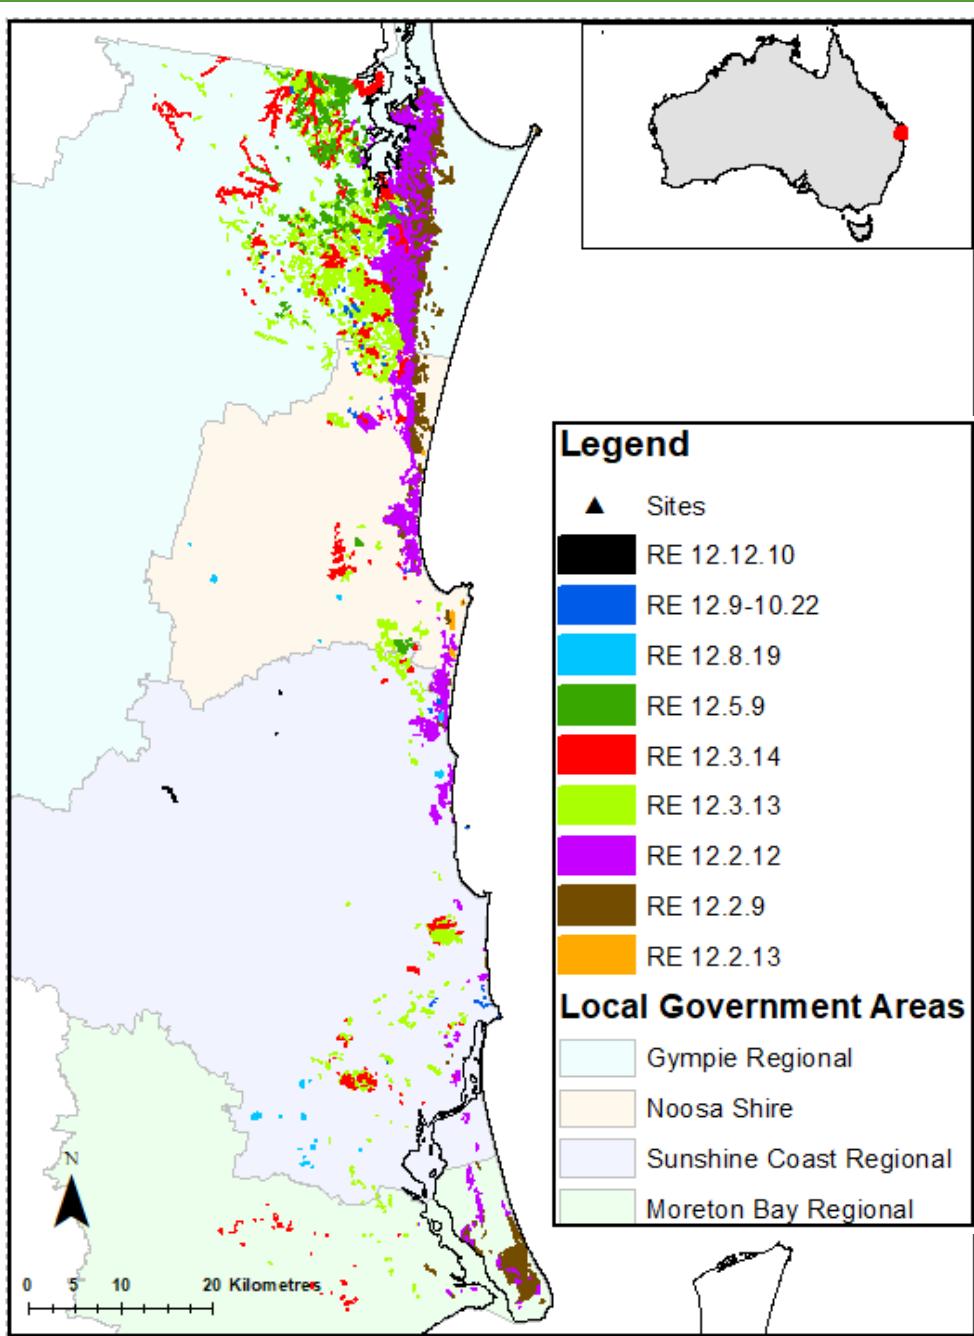 Legend
Sites
RE 12.12.10
RE 12.9-10.22
RE 12.8.19
RE 12.5.9
RE 12.3.14
RE 12.3.13
RE 12.2.12
RE 12.2.9
RE 12.2.13
Local Government Areas
Gympie Regional
Noosa Shire
Sunshine Coast Regional
Moreton Bay Regional
N
0 5 10 20 Kilometres